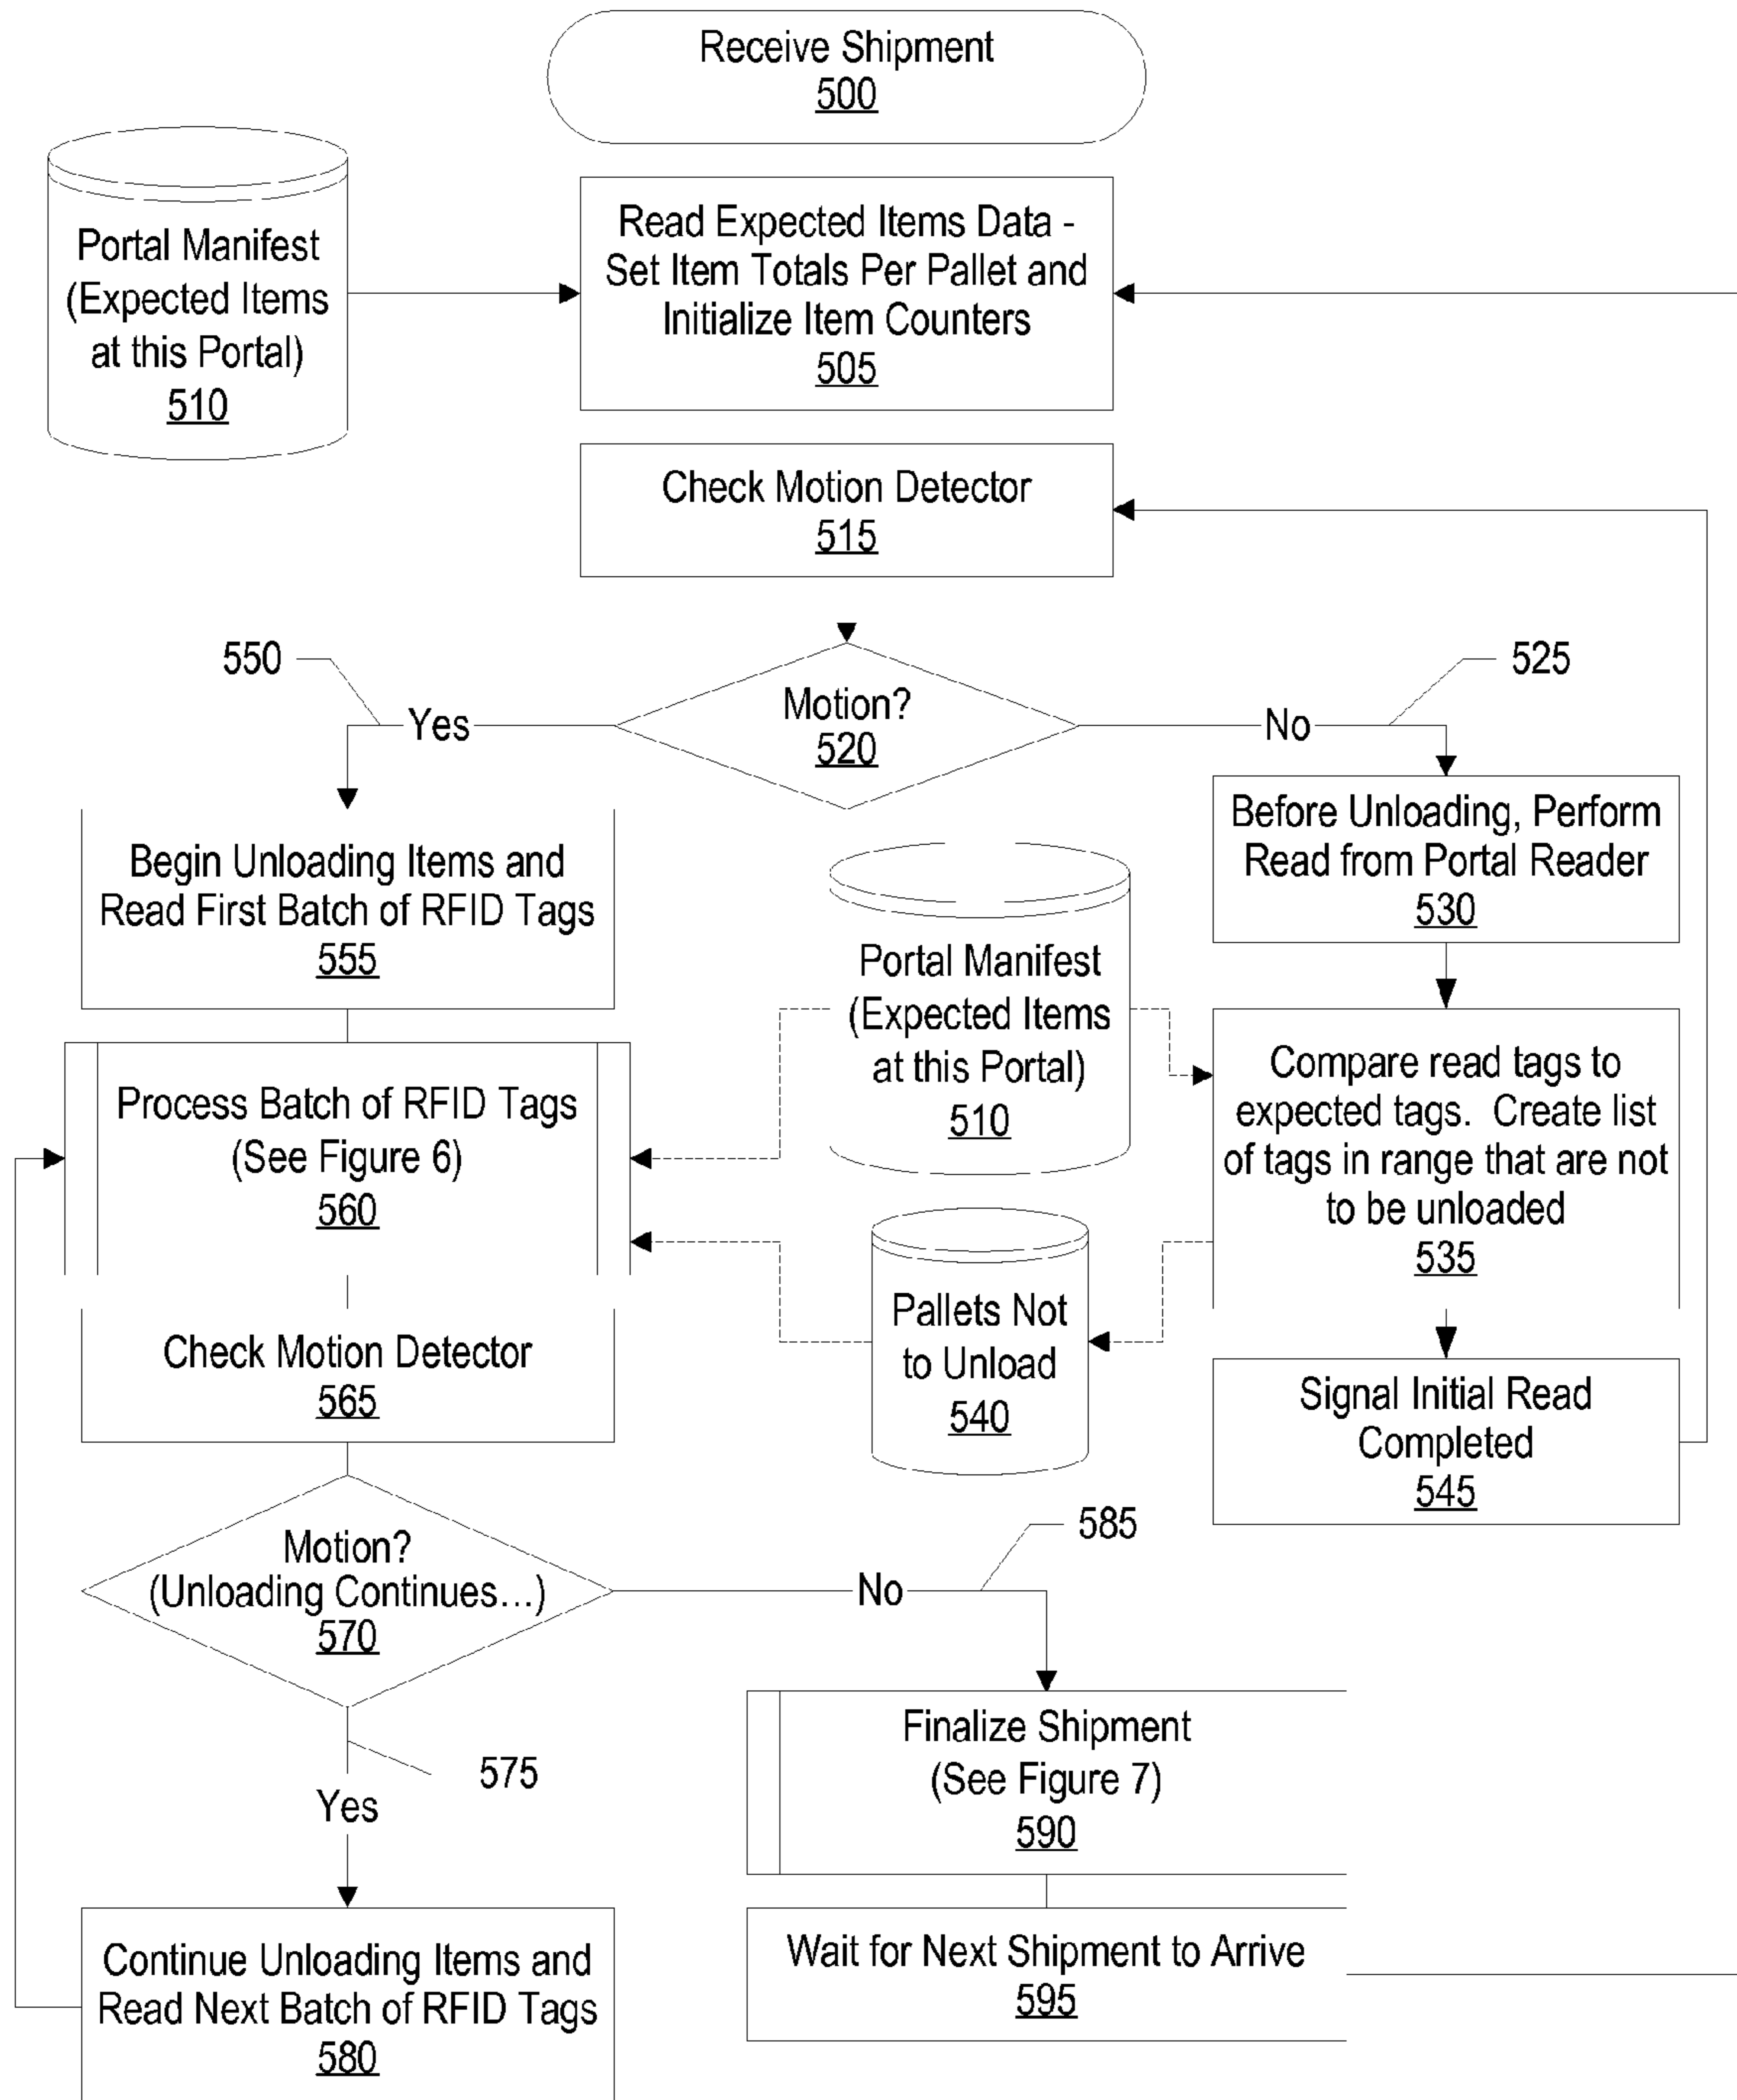 Receive Shipment
500
Portal Manifest
(Expected Items
at this Portal)
510
Read Expected Items Data -
Set Item Totals Per Pallet and
Initialize Item Counters
505
Check Motion Detector
515
550
Yes
Motion?
520
No
525
Begin Unloading Items and
Read First Batch of RFID Tags
555
Before Unloading, Perform
Read from Portal Reader
530
Portal Manifest
(Expected Items
at this Portal)
510
Process Batch of RFID Tags
(See Figure 6)
560
Compare read tags to
expected tags. Create list
of tags in range that are not
to be unloaded
535
Pallets Not
to Unload
540
Check Motion Detector
565
Signal Initial Read
Completed
545
Motion?
(Unloading Continues...)
570
No
585
575
Yes
Finalize Shipment
(See Figure 7)
590
Continue Unloading Items and
Read Next Batch of RFID Tags
580
Wait for Next Shipment to Arrive
595